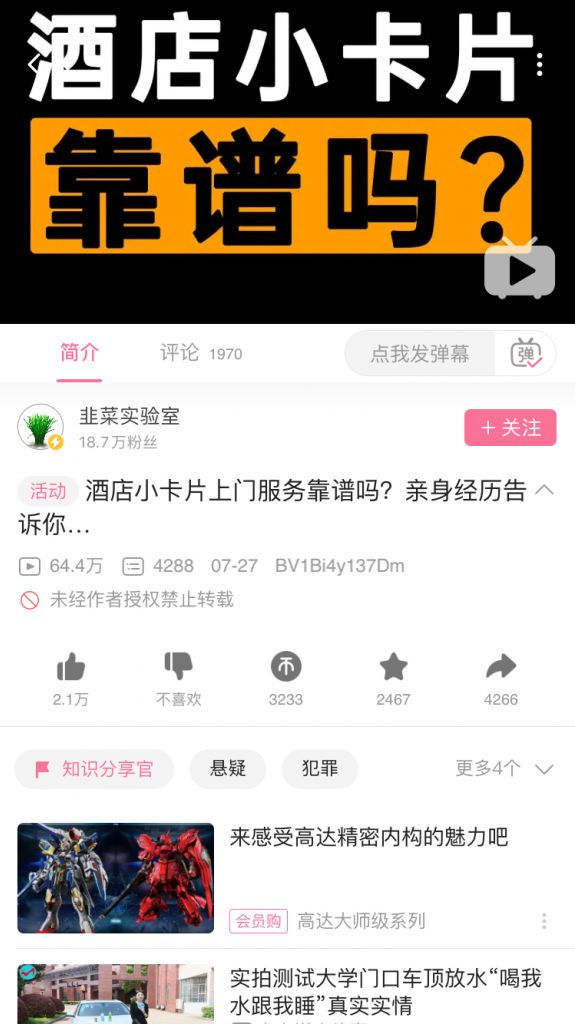 酒店小卡片
靠谱吗?
简介
评论 1970
点我发弹幕
弹
韭菜实验室
18.7万粉丝
+ 关注
活动 酒店小卡片上门服务靠谱吗？亲身经历告
诉你…
64.4万 4288 07-27 BV1Bi4y137Dm
未经作者授权禁止转载
2.1万 不喜欢 3233 2467 4266
知识分享官 悬疑 犯罪 更多4个
来感受高达精密内构的魅力吧
会员购 高达大师级系列
实拍测试大学门口车顶放水“喝我
水跟我睡”真实实情